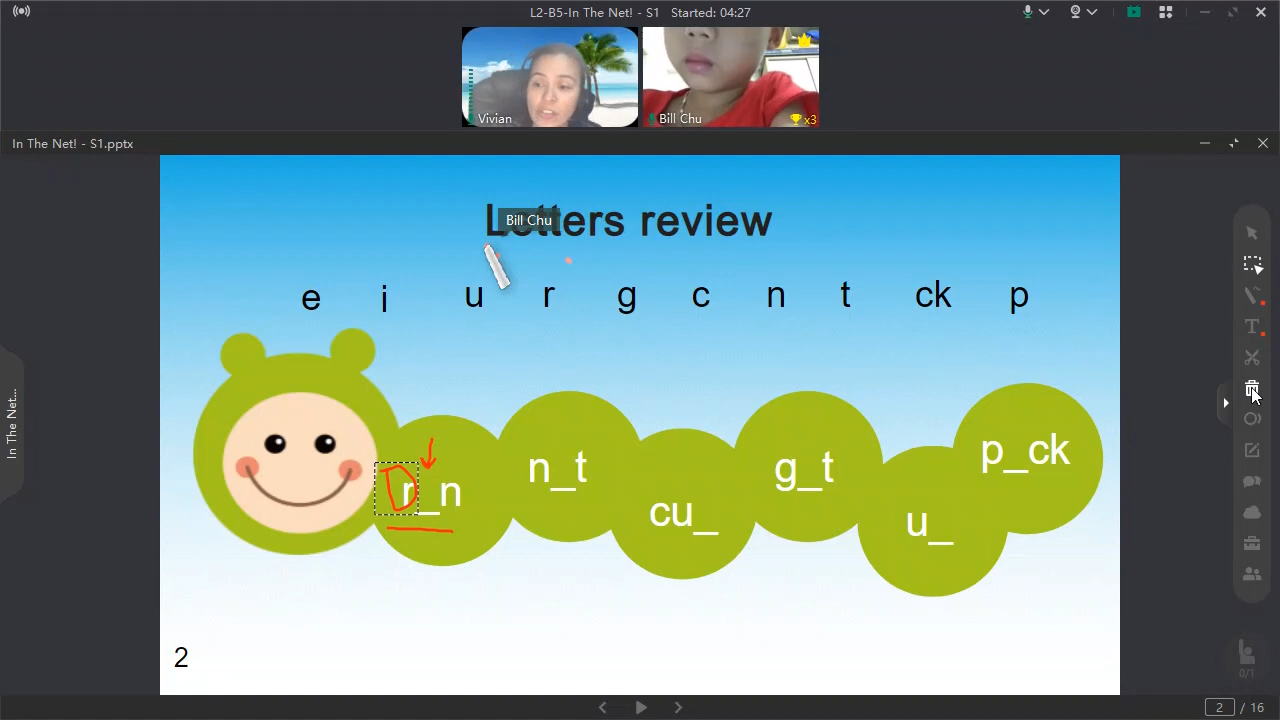 L2-B5-In The Net! - S1 Started: 04:27
Vivian
Bill Chu
x3
In The Net! - S1.pptx
Letters review
Bill Chu
e i u r g c n t ck p
In The Net...
r_n
n_t
cu_
g_t
u_
p_ck
T
2
0/1
2 / 16